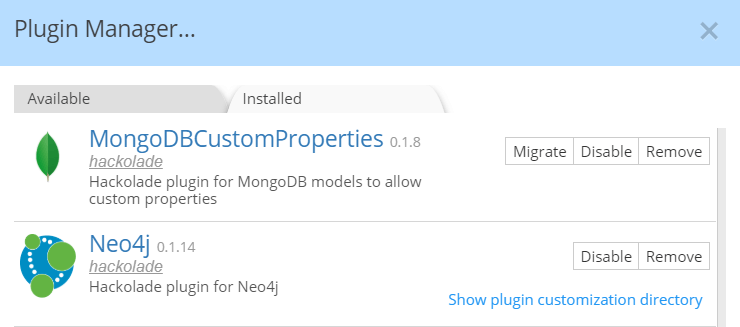 Plugin Manager...
Available
Installed
MongoDBCustomProperties 0.1.8
hackolade
Hackolade plugin for MongoDB models to allow
custom properties
Migrate Disable Remove
Neo4j 0.1.14
hackolade
Hackolade plugin for Neo4j
Disable Remove
Show plugin customization directory